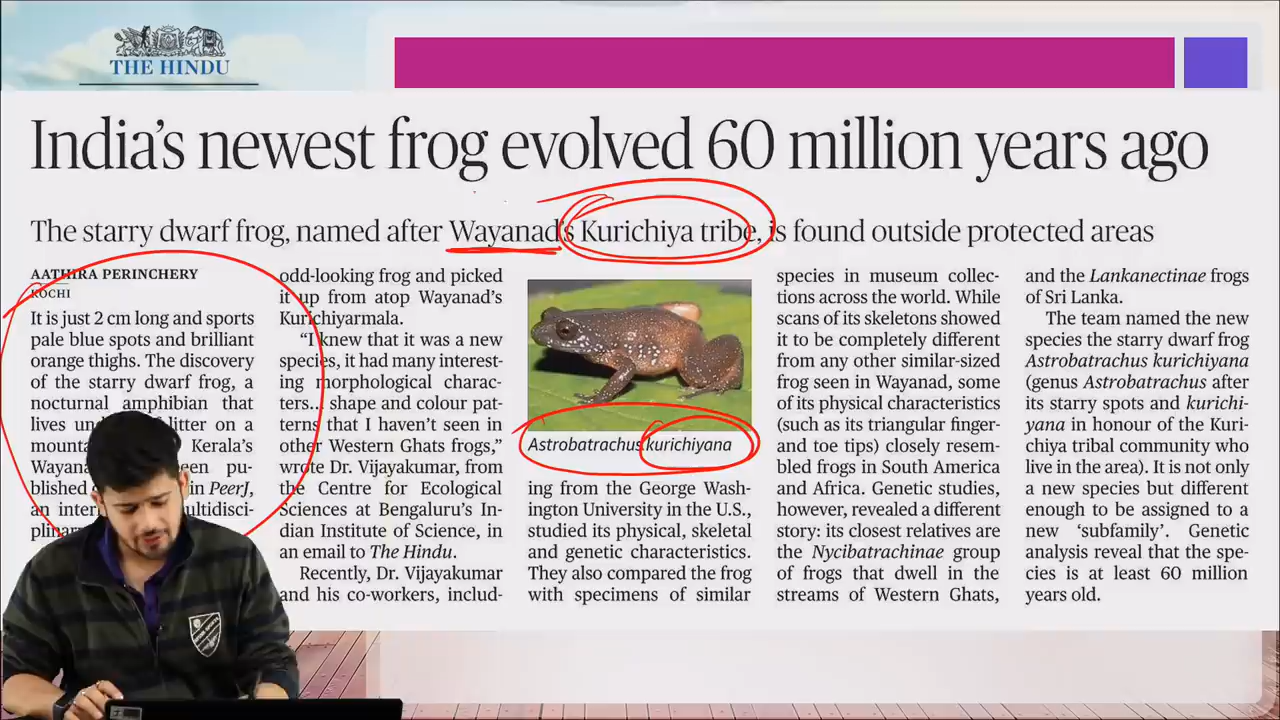 THE HINDU
India's newest frog evolved 60 million years ago
The starry dwarf frog, named after Wayanad's Kurichiya tribe, is found outside protected areas
AATHIRA PERINCHERY
KOCHI
It is just 2 cm long and sports
pale blue spots and brilliant
orange thighs. The discovery
of the starry dwarf frog, a
nocturnal amphibian that
lives litter on a
Kerala's
in PeerJ,
an
odd-looking frog and picked
it up from atop Wayanad's
Kurichiyarmala.
“I knew that it was a new
species, it had many interest-
ing morphological charac-
ters... shape and colour pat-
terns that I haven't seen in
other Western Ghats frogs,”
wrote Dr. Vijayakumar, from
the Centre for Ecological
Sciences at Bengaluru's In-
dian Institute of Science, in
an email to The Hindu.
Recently, Dr. Vijayakumar
and his co-workers, includ-
Astrobatrachus kurichiyana
ing from the George Wash-
ington University in the U.S.,
studied its physical, skeletal
and genetic characteristics.
They also compared the frog
with specimens of similar
species in museum collec-
tions across the world. While
scans of its skeletons showed
it to be completely different
from any other similar-sized
frog seen in Wayanad, some
of its physical characteristics
(such as its triangular finger-
and toe tips) closely resem-
bled frogs in South America
and Africa. Genetic studies,
however, revealed a different
story: its closest relatives are
the Nycibatrachinae group
of frogs that dwell in the
streams of Western Ghats,
and the Lankanectinae frogs
of Sri Lanka.
The team named the new
species the starry dwarf frog
Astrobatrachus kurichiyana
(genus Astrobatrachus after
its starry spots and kurichi-
yana in honour of the Kuri-
chiya tribal community who
live in the area). It is not only
a new species but different
enough to be assigned to a
new ‘subfamily’. Genetic
analysis reveal that the spe-
cies is at least 60 million
years old.